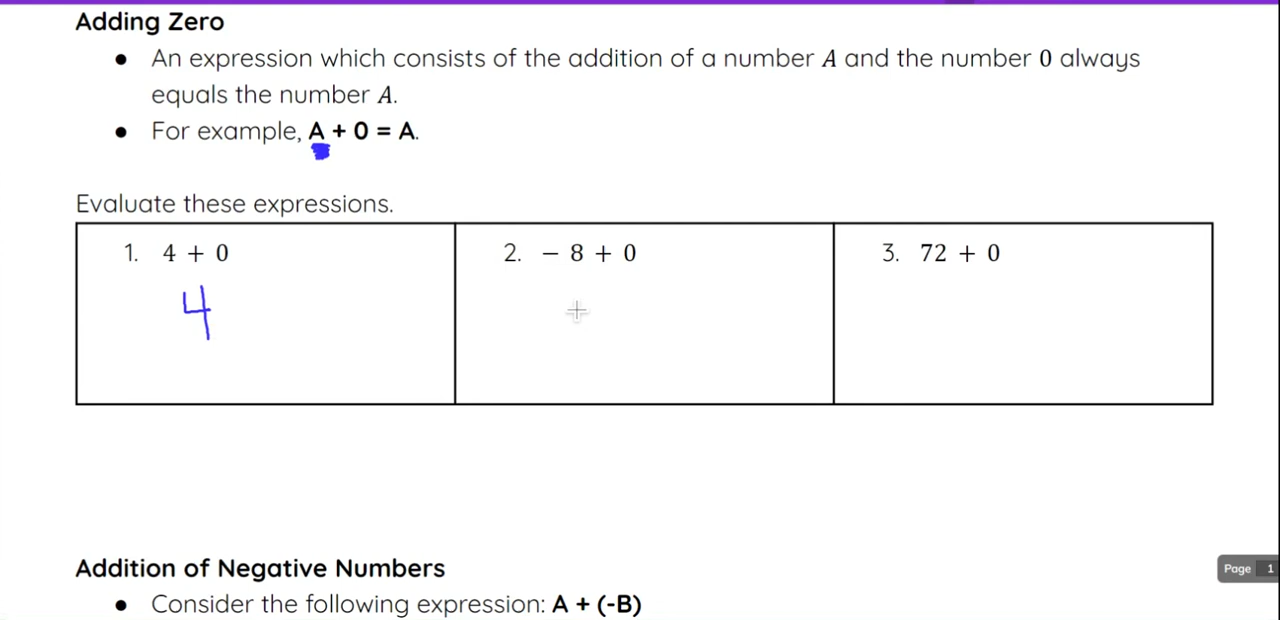 Adding Zero
● An expression which consists of the addition of a number A and the number 0 always
equals the number A.
● For example, A + 0 = A.
Evaluate these expressions.
1. 4 + 0
2. − 8 + 0
3. 72 + 0
4
Addition of Negative Numbers
● Consider the following expression: A + (-B)
Page 1